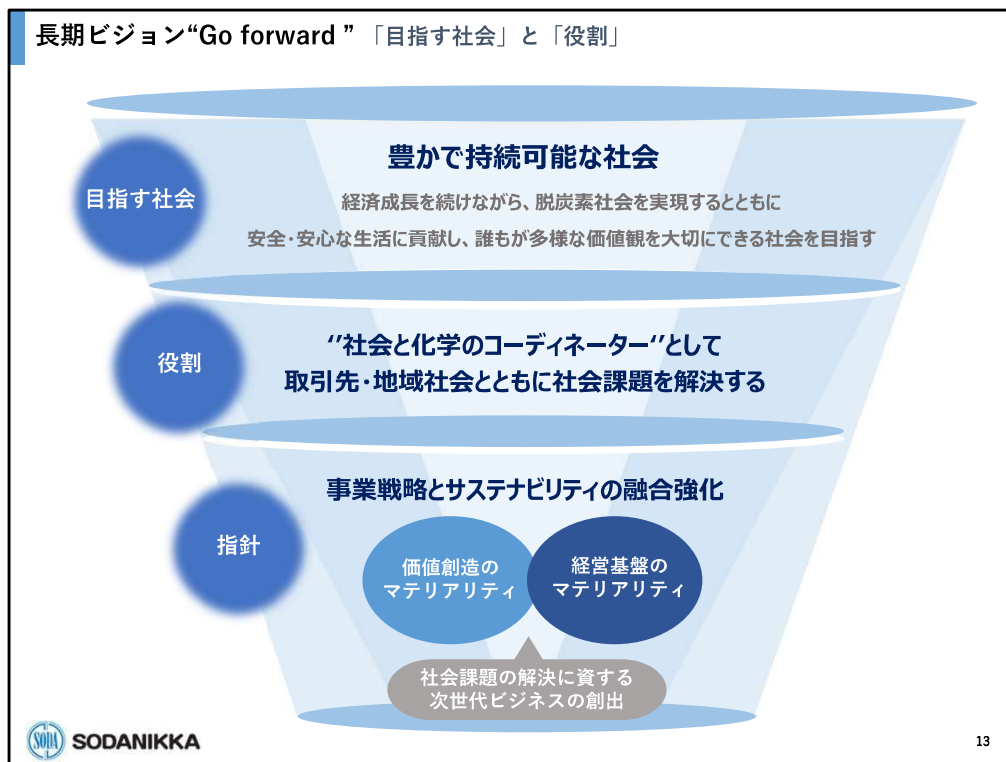 長期ビジョン“Go forward ” 「目指す社会」と「役割」
目指す社会
豊かで持続可能な社会
経済成長を続けながら、脱炭素社会を実現するとともに
安全・安心な生活に貢献し、誰もが多様な価値観を大切にできる社会を目指す
役割
‘’社会と化学のコーディネーター‘’として
取引先・地域社会とともに社会課題を解決する
指針
事業戦略とサステナビリティの融合強化
価値創造の
マテリアリティ
経営基盤の
マテリアリティ
社会課題の解決に資する
次世代ビジネスの創出
SODA
SODANIKKA
13